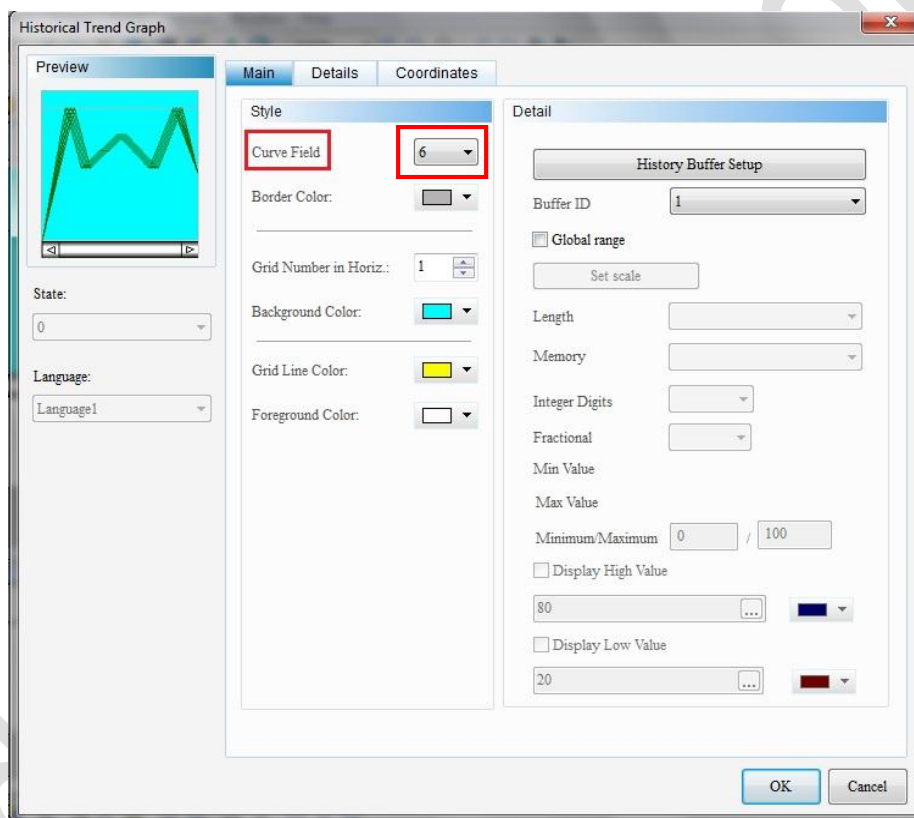 Historical Trend Graph
Preview
State:
0
Language:
Language1
Main Details Coordinates
Style
Curve Field 6
Border Color:
Grid Number in Horiz.: 1
Background Color:
Grid Line Color:
Foreground Color:
Detail
History Buffer Setup
Buffer ID 1
Global range
Set scale
Length
Memory
Integer Digits
Fractional
Min Value
Max Value
Minimum/Maximum 0 / 100
Display High Value
80 ...
Display Low Value
20 ...
OK Cancel